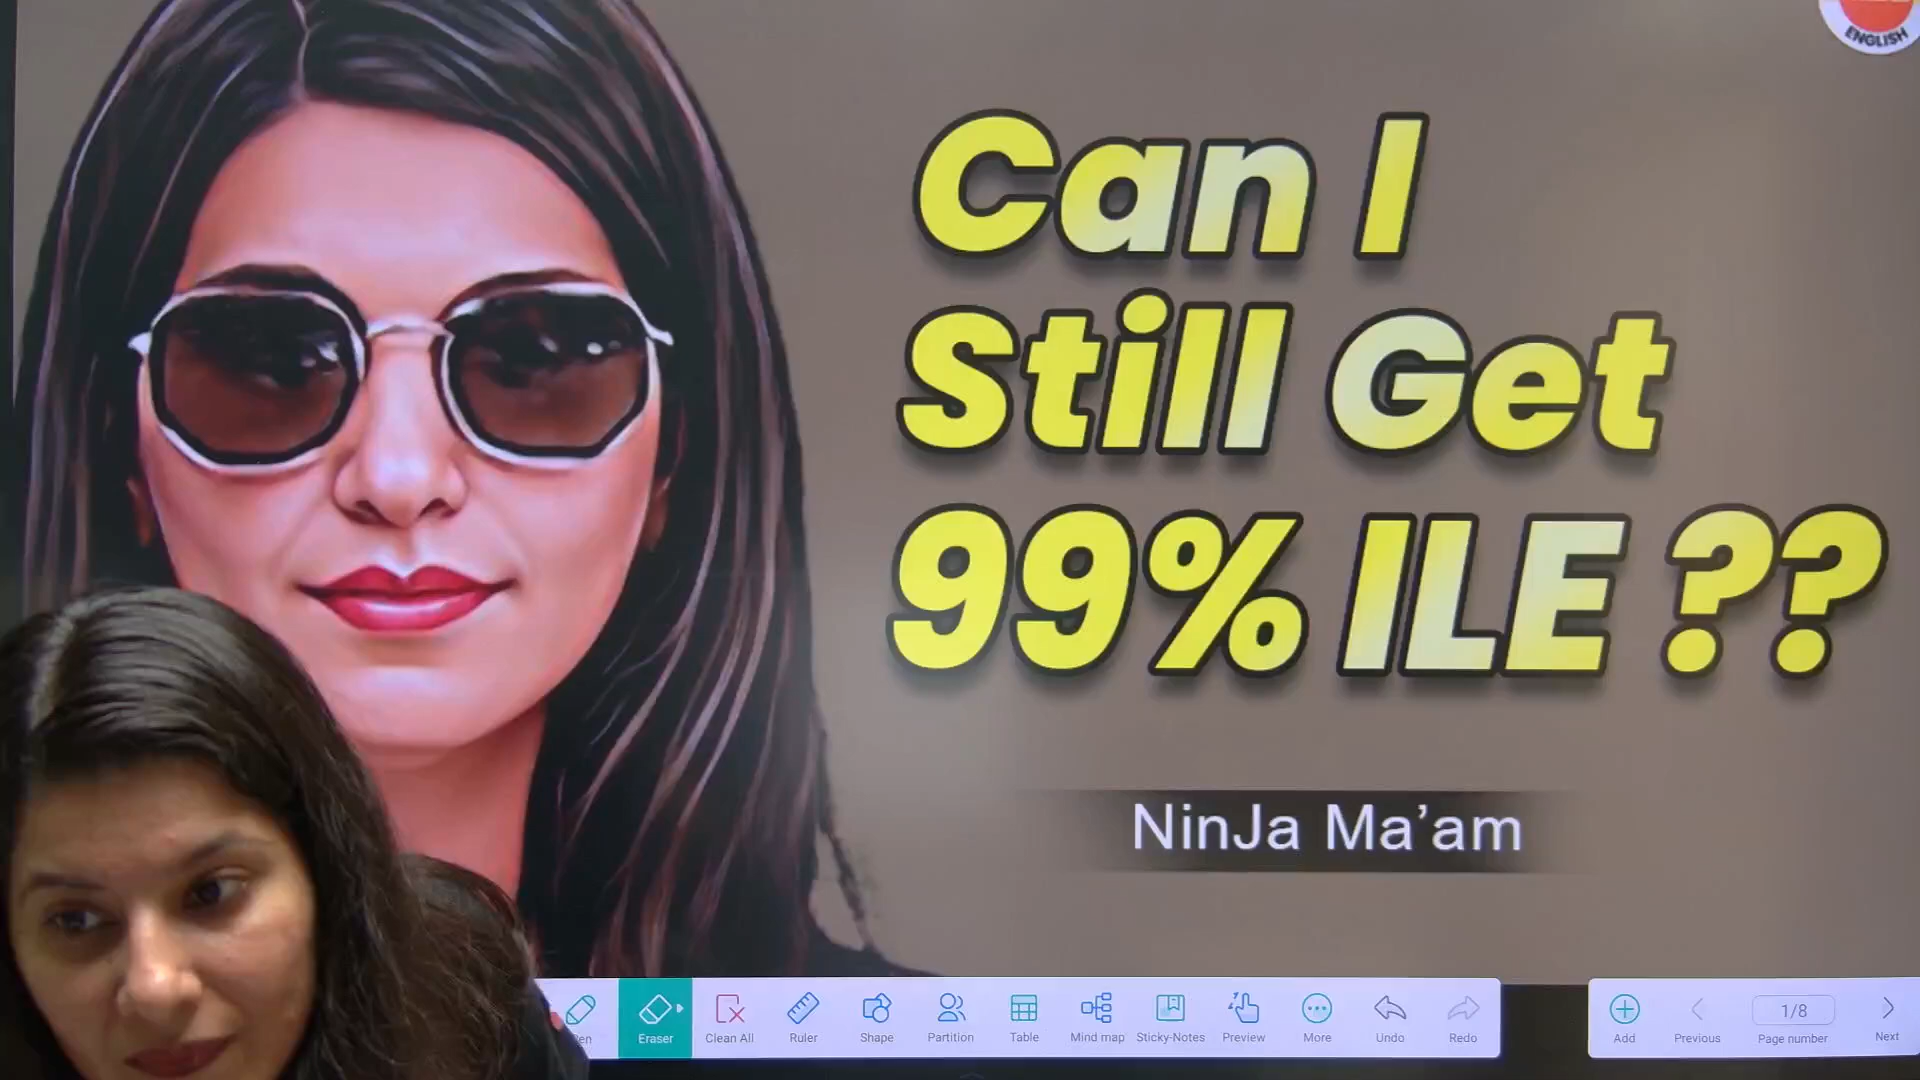 ENGLISH
Can I
Still Get
99% ILE ??
NinJa Ma’am
Eraser
Clean All
Ruler
Shape
Partition
Table
Mind map
Sticky-Notes
Preview
More
Undo
Redo
Add
Previous
1/8
Page number
Next